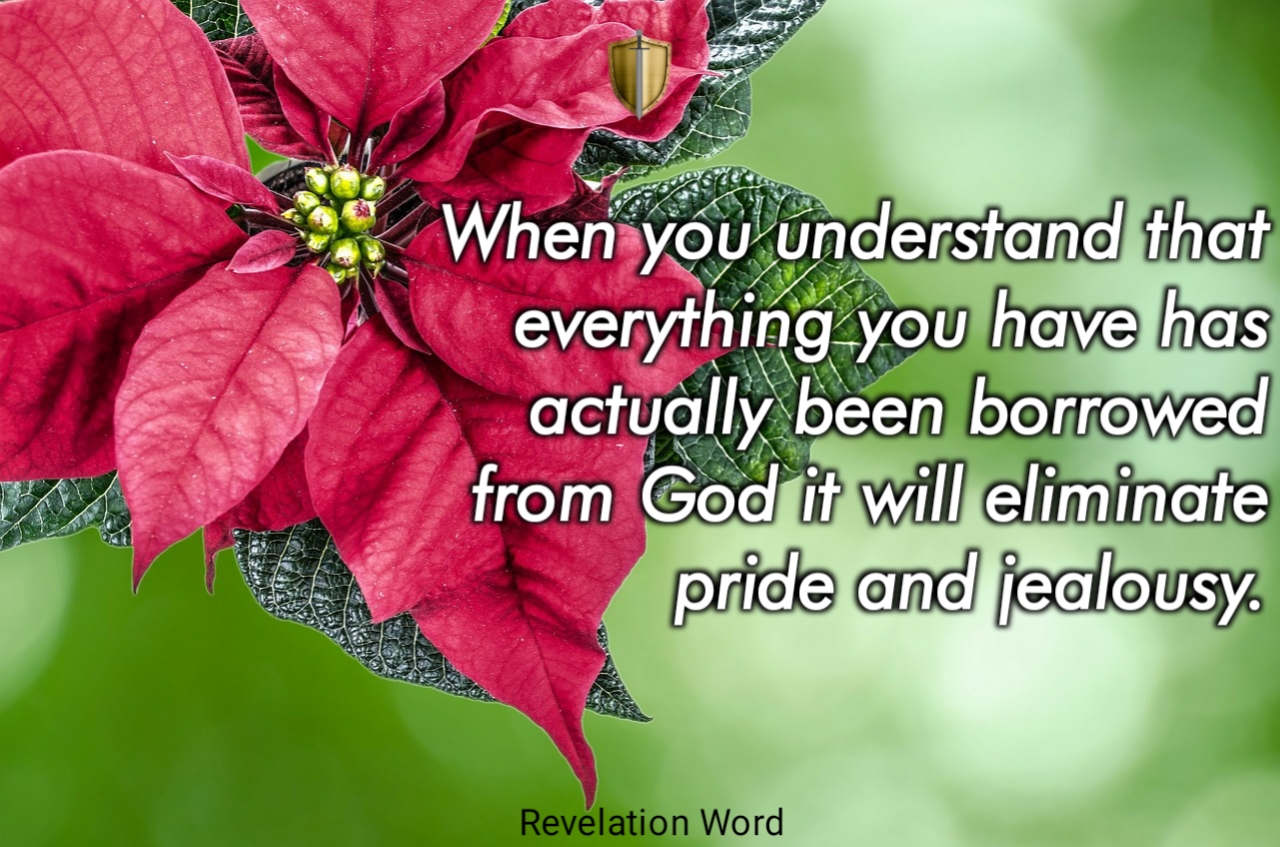 When you understand that
everything you have has
actually been borrowed
from God it will eliminate
pride and jealousy.
Revelation Word